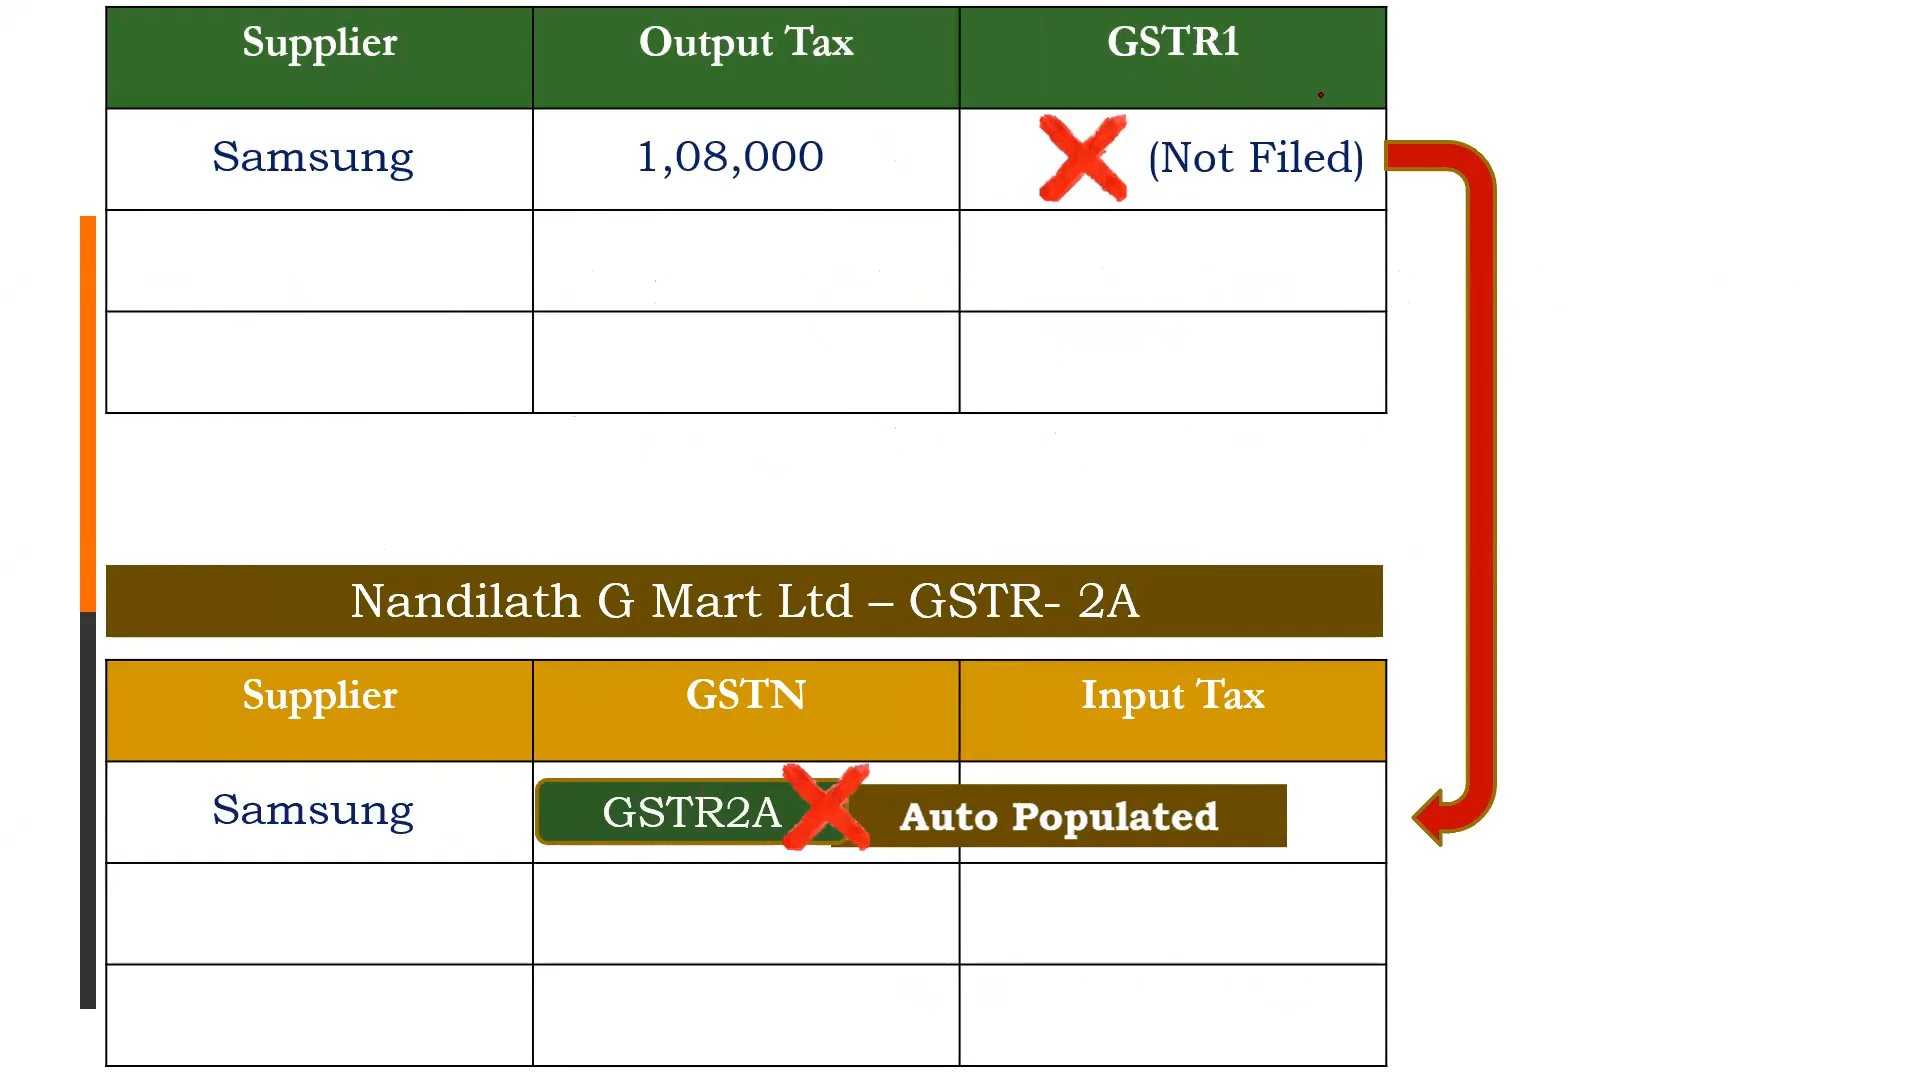 Supplier Output Tax GSTR1
Samsung 1,08,000 (Not Filed)
Nandilath G Mart Ltd – GSTR- 2A
Supplier GSTN Input Tax
Samsung GSTR2A Auto Populated